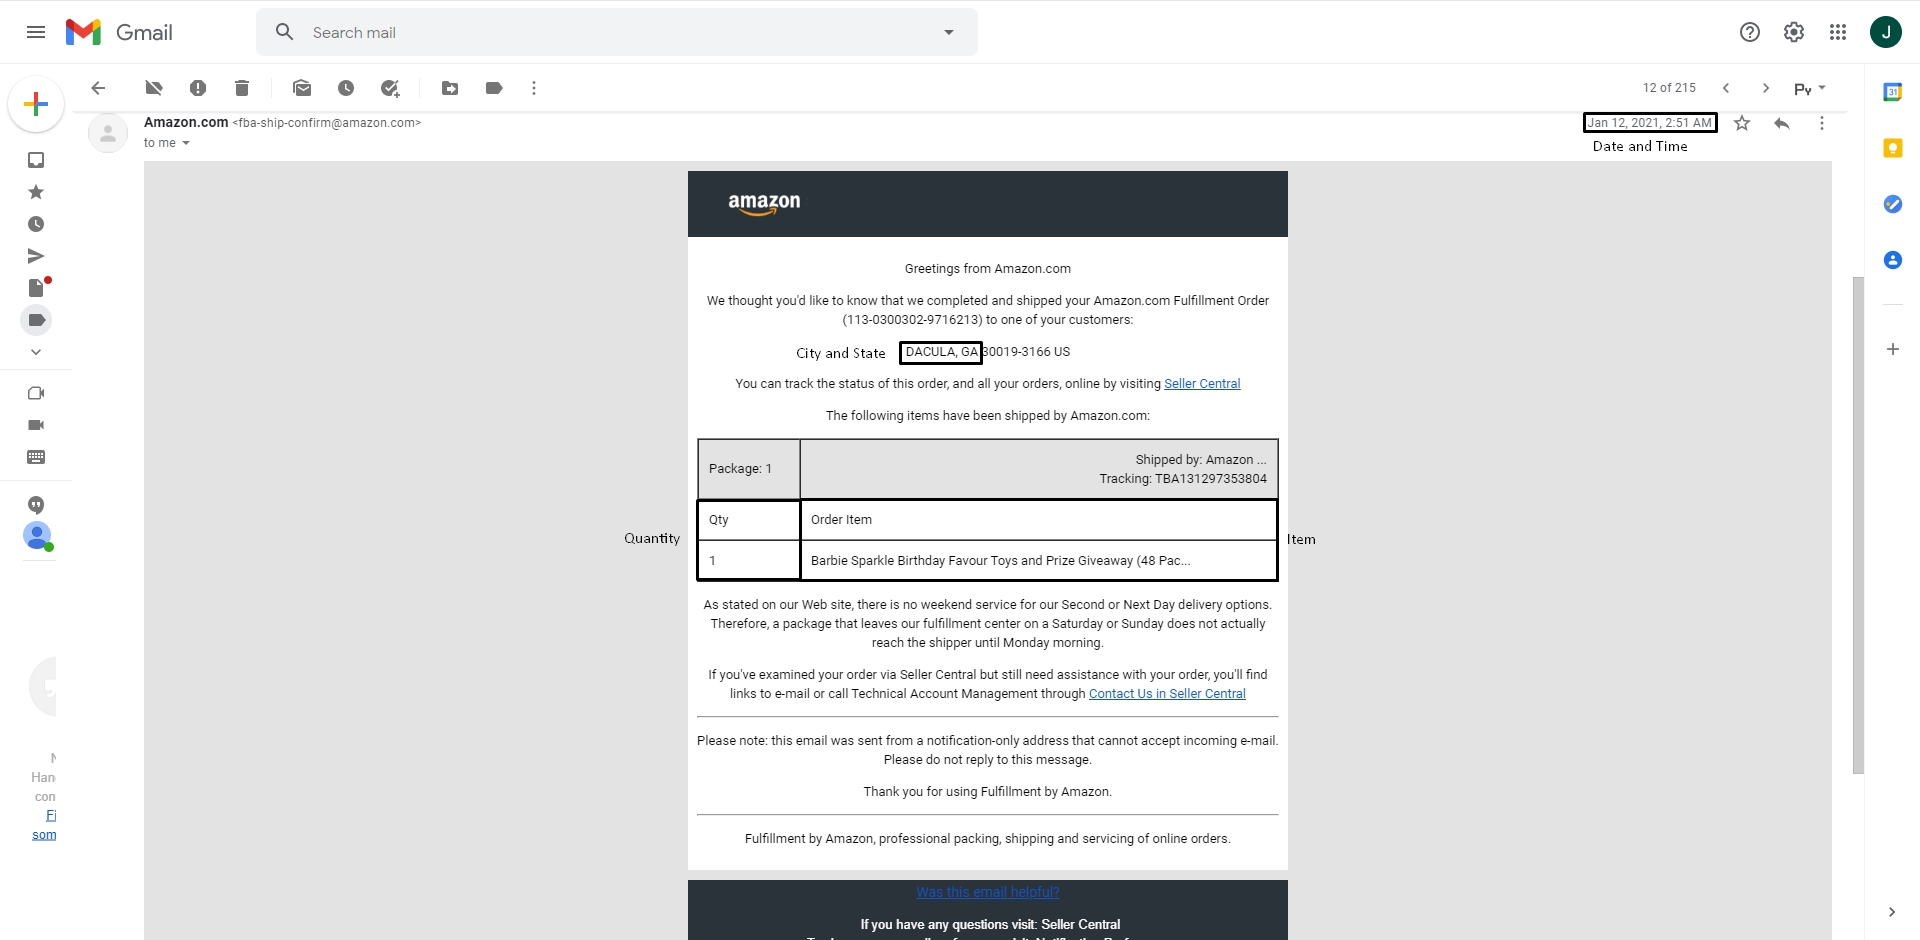 Gmail
Search mail
J
12 of 215
Amazon.com <fba-ship-confirm@amazon.com>
Jan 12, 2021, 2:51 AM
to me
Date and Time
31
amazon
Greetings from Amazon.com
We thought you'd like to know that we completed and shipped your Amazon.com Fulfillment Order
(113-0300302-9716213) to one of your customers:
City and State DACULA, GA 30019-3166 US
You can track the status of this order, and all your orders, online by visiting Seller Central
The following items have been shipped by Amazon.com:
Package: 1
Shipped by: Amazon ...
Tracking: TBA131297353804
Qty
Order Item
Quantity
Item
1
Barbie Sparkle Birthday Favour Toys and Prize Giveaway (48 Pac...
As stated on our Web site, there is no weekend service for our Second or Next Day delivery options.
Therefore, a package that leaves our fulfillment center on a Saturday or Sunday does not actually
reach the shipper until Monday morning.
If you've examined your order via Seller Central but still need assistance with your order, you'll find
links to e-mail or call Technical Account Management through Contact Us in Seller Central
Please note: this email was sent from a notification-only address that cannot accept incoming e-mail.
Please do not reply to this message.
Thank you for using Fulfillment by Amazon.
Fulfillment by Amazon, professional packing, shipping and servicing of online orders.
Was this email helpful?
If you have any questions visit: Seller Central
Han
con
Fi
som